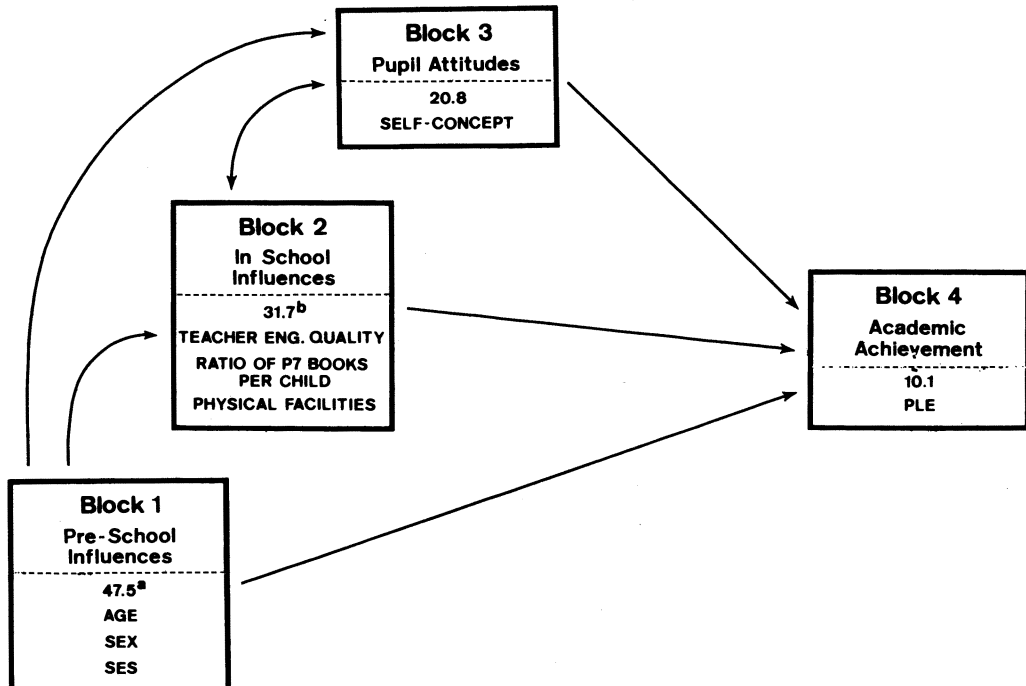 Block 3
Pupil Attitudes
20.8
SELF-CONCEPT
Block 2
In School
Influences
31.7b
TEACHER ENG. QUALITY
RATIO OF P7 BOOKS
PER CHILD
PHYSICAL FACILITIES
Block 4
Academic
Achievement
10.1
PLE
Block 1
Pre-School
Influences
47.5a
AGE
SEX
SES